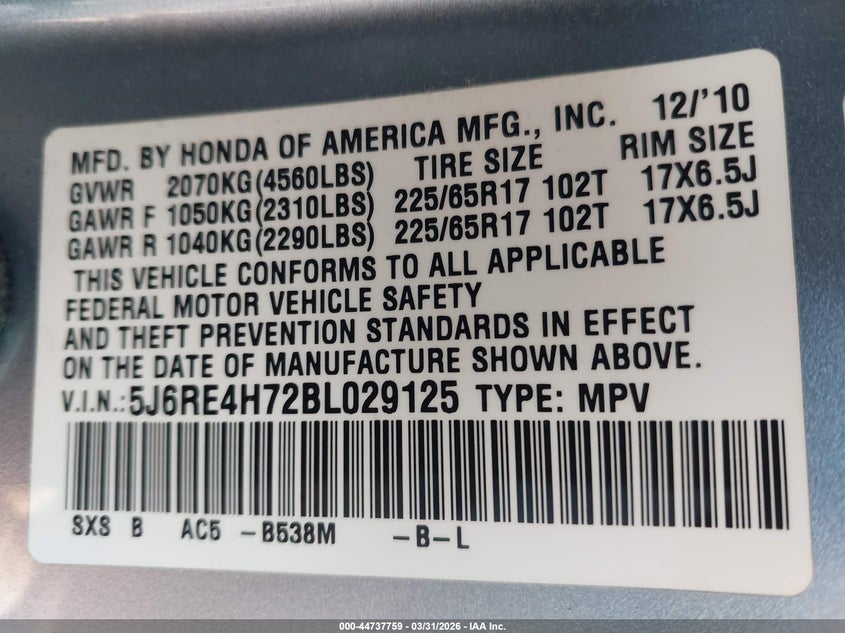 MFD. BY HONDA OF AMERICA MFG., INC. 12/'10
GVWR 2070KG(4560LBS) TIRE SIZE RIM SIZE
GAWR F 1050KG(2310LBS) 225/65R17 102T 17X6.5J
GAWR R 1040KG(2290LBS) 225/65R17 102T 17X6.5J
THIS VEHICLE CONFORMS TO ALL APPLICABLE
FEDERAL MOTOR VEHICLE SAFETY
AND THEFT PREVENTION STANDARDS IN EFFECT
ON THE DATE OF MANUFACTURE SHOWN ABOVE.
V.I.N.:5J6RE4H72BL029125 TYPE: MPV
SXS B AC5 -B538M -B-L
000-44737759 - 03/31/2026 - IAA Inc.